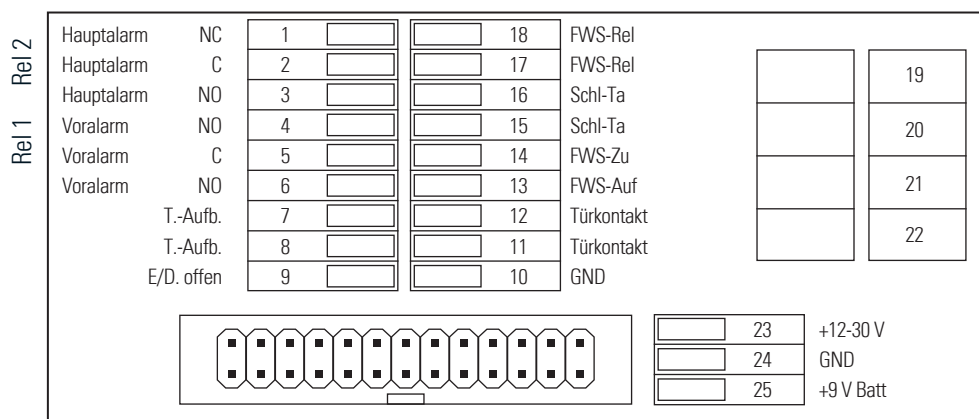 Rel 2
Rel 1
Hauptalarm NC 1 18 FWS-Rel
Hauptalarm C 2 17 FWS-Rel
Hauptalarm NO 3 16 Schl-Ta
Voralarm NO 4 15 Schl-Ta
Voralarm C 5 14 FWS-Zu
Voralarm NO 6 13 FWS-Auf
T.-Aufb. 7 12 Türkontakt
T.-Aufb. 8 11 Türkontakt
E/D. offen 9 10 GND
19
20
21
22
23 +12-30 V
24 GND
25 +9 V Batt